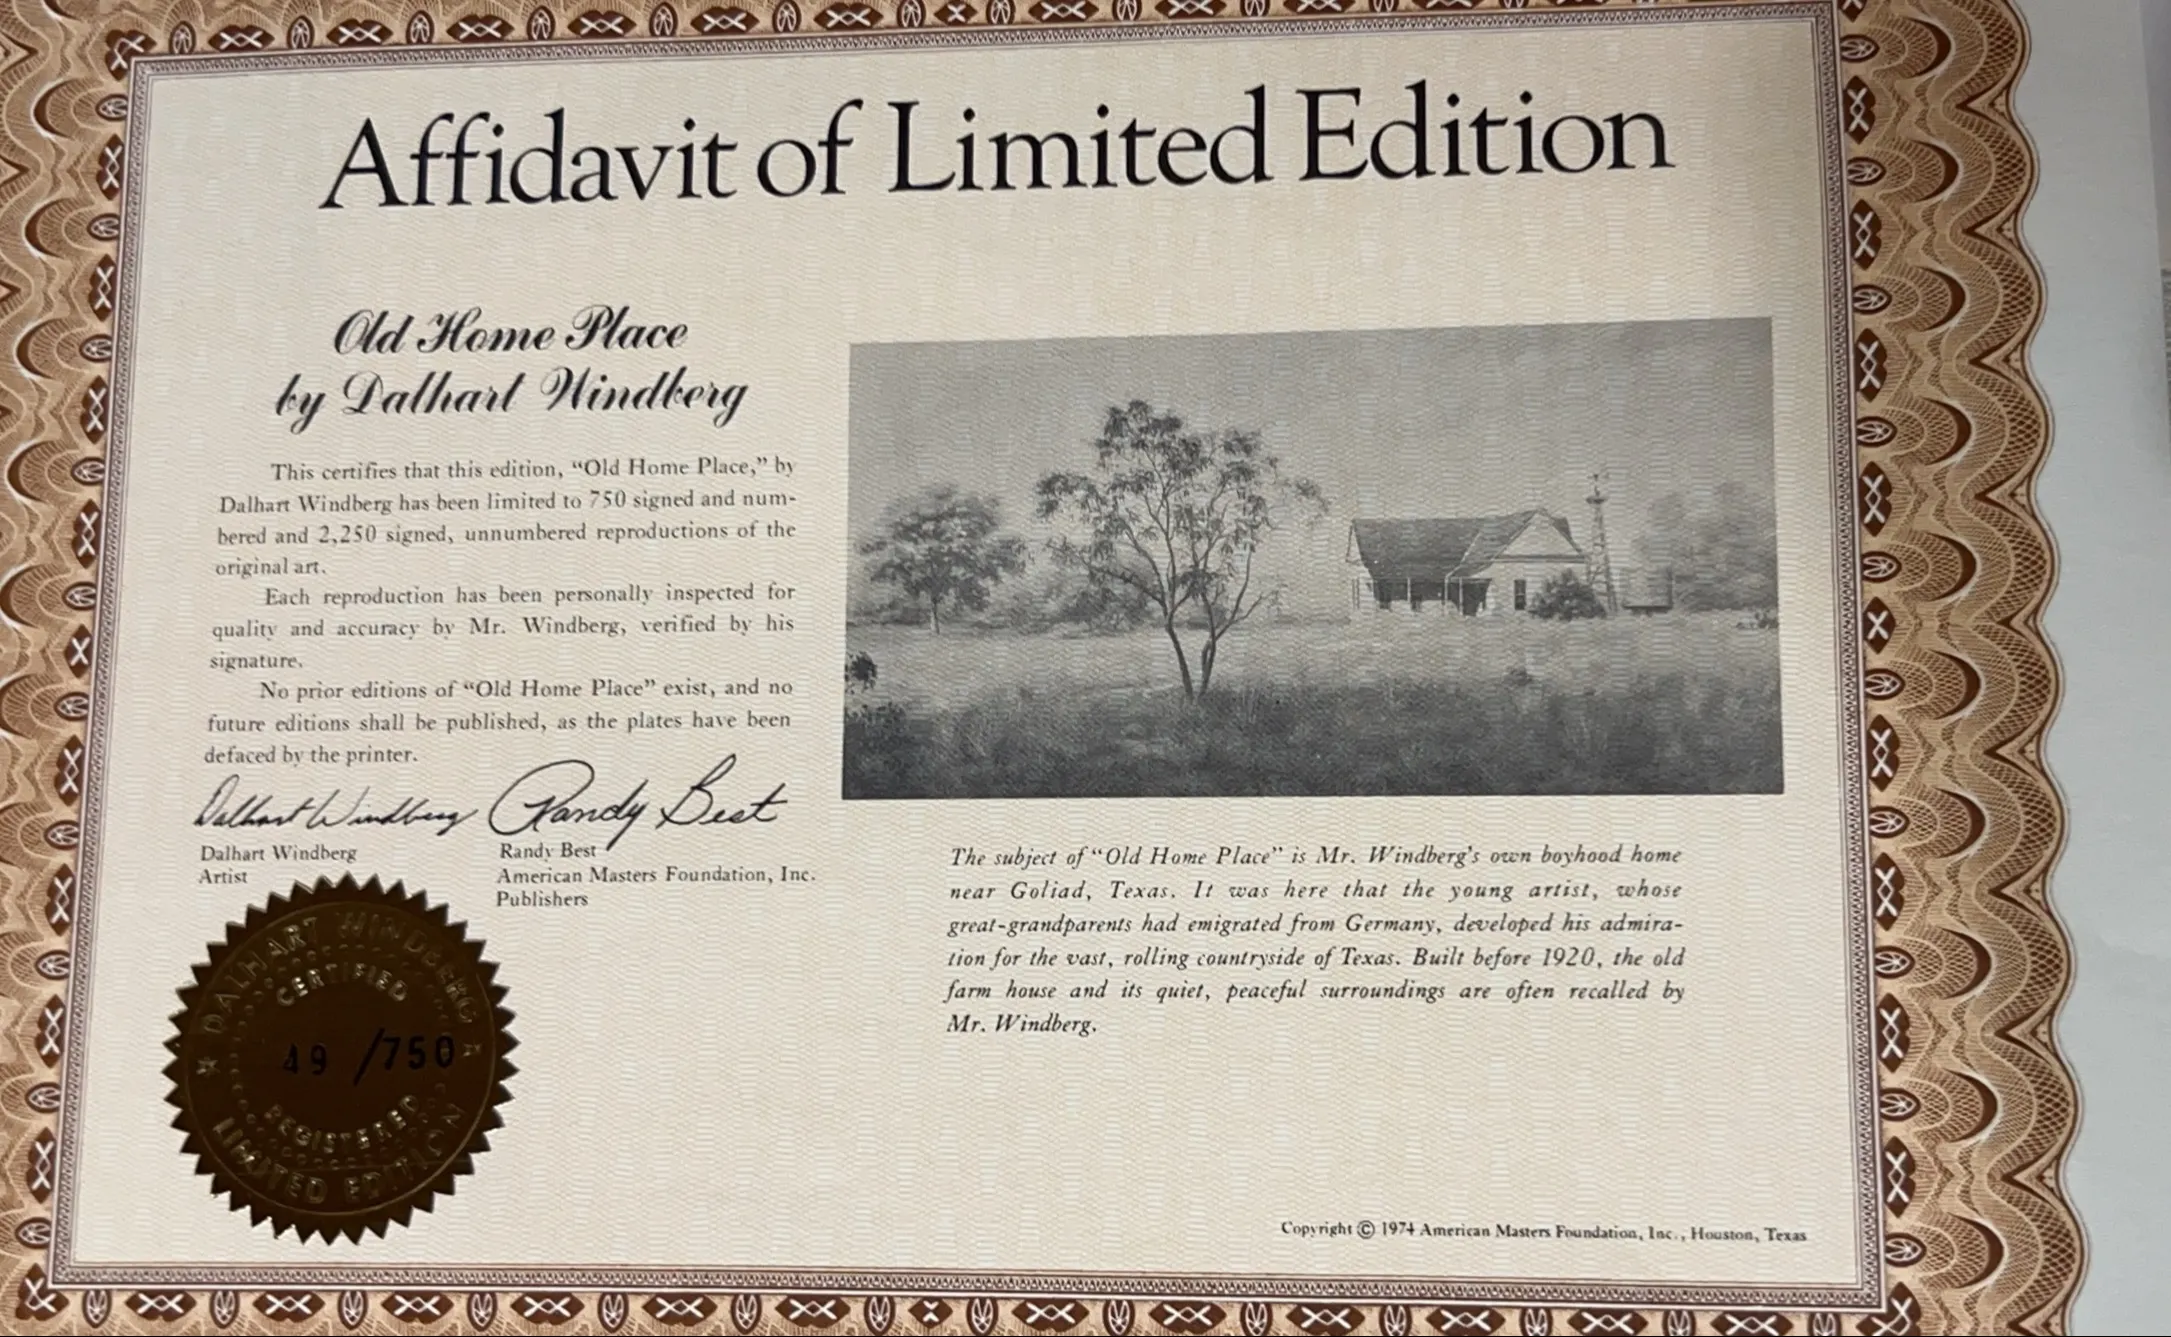 Affidavit of Limited Edition
Old Home Place
by Dalhart Windberg
This certifies that this edition, “Old Home Place,” by
Dalhart Windberg has been limited to 750 signed and num-
bered and 2,250 signed, unnumbered reproductions of the
original art.
Each reproduction has been personally inspected for
quality and accuracy by Mr. Windberg, verified by his
signature.
No prior editions of “Old Home Place” exist, and no
future editions shall be published, as the plates have been
defaced by the printer.
Dalhart Windberg
Randy Best
Dalhart Windberg
Artist
Randy Best
American Masters Foundation, Inc.
Publishers
DALHART WINDBERG
CERTIFIED
49 /750
REGISTERED
LIMITED EDITION
The subject of “Old Home Place” is Mr. Windberg's own boyhood home
near Goliad, Texas. It was here that the young artist, whose
great-grandparents had emigrated from Germany, developed his admira-
tion for the vast, rolling countryside of Texas. Built before 1920, the old
farm house and its quiet, peaceful surroundings are often recalled by
Mr. Windberg.
Copyright © 1974 American Masters Foundation, Inc., Houston, Texas